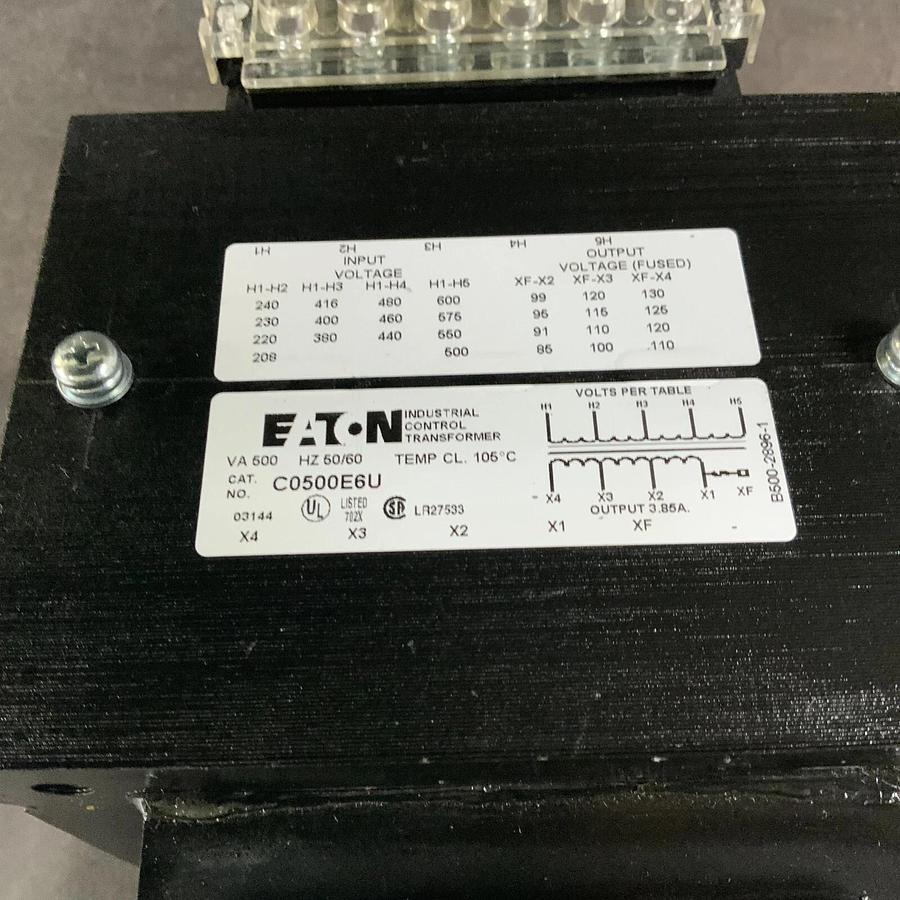 H1 H2 H3 H4 H5
INPUT VOLTAGE OUTPUT VOLTAGE (FUSED)
H1-H2 H1-H3 H1-H4 H1-H5 XF-X2 XF-X3 XF-X4
240 416 480 600 99 120 130
230 400 460 575 95 115 125
220 380 440 550 91 110 120
208 500 85 100 110
EATON INDUSTRIAL CONTROL TRANSFORMER
VA 500 HZ 50/60 TEMP CL. 105°C
CAT. NO. C0500E6U
03144 UL LISTED 702X SA LR27533
X4 X3 X2 X1 XF -
VOLTS PER TABLE
H1 H2 H3 H4 H5
- X4 X3 X2 X1 XF
OUTPUT 3.85A.
B500-2896-1